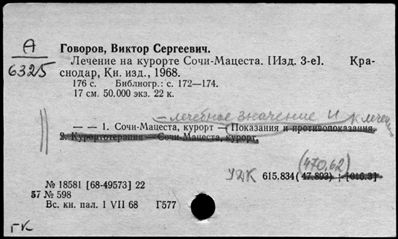 А
6325
Говоров, Виктор Сергеевич.
Лечение на курорте Сочи-Мацеста. [Изд. 3-е]. Краснодар, Кн. изд., 1968.
176 с. Библиогр.: с. 172—174.
17 см. 50.000 экз. 22 к.
– лечебное значение и климат
— — 1. Сочи-Мацеста, курорт — Показания и противопоказания.
2. Курортотерапия — Сочи-Мацеста, курорт.
(470.62)
УДК 615.834 (47.893) + [616.3]
№ 18581 [68-49573] 22
57 № 598
Вс. кн. пал. 1 VII 68 Г577
ГК